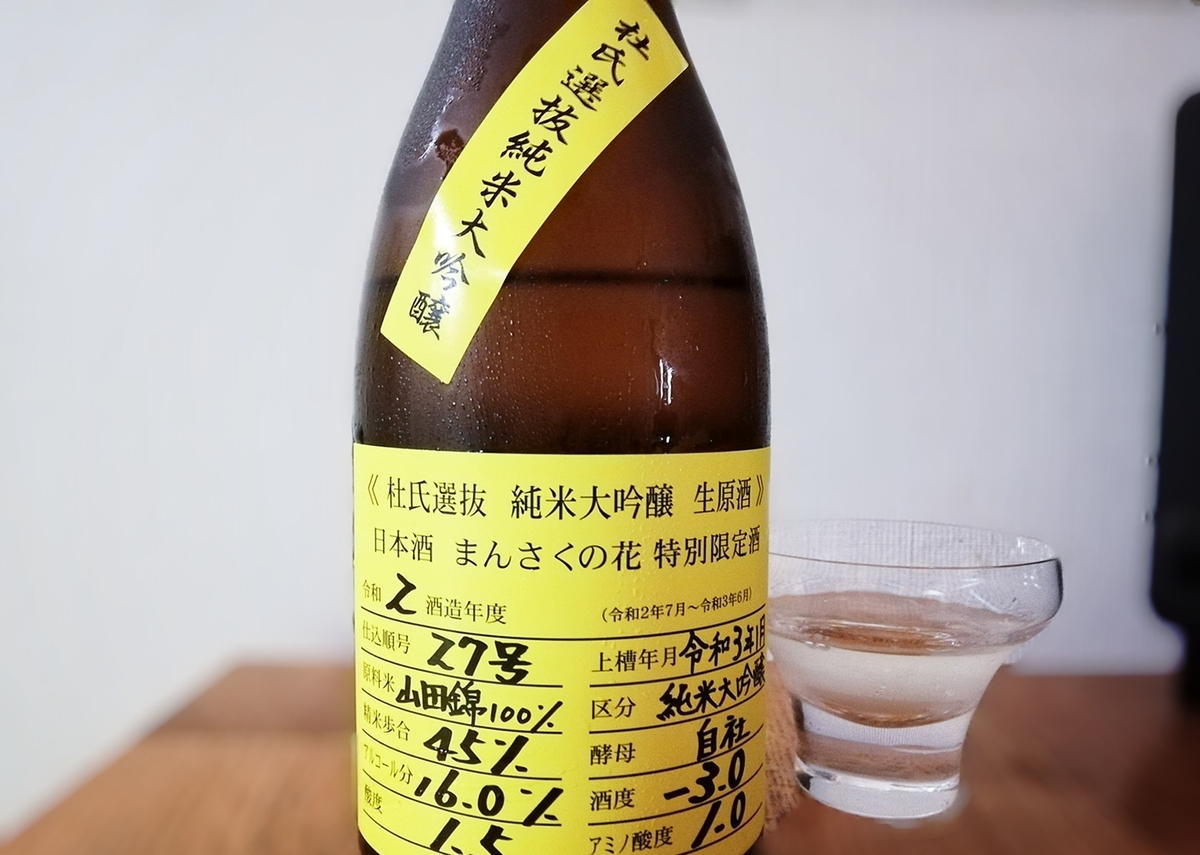 杜氏選抜純米大吟醸
《杜氏選抜 純米大吟醸 生原酒》
日本酒 まんさくの花 特別限定酒
令和2酒造年度 (令和2年7月～令和3年6月)
仕込順号 27号 上槽年月 令和3年1月
原料米 山田錦100% 区分 純米大吟醸
精米歩合 45% 酵母 自社
アルコール分 16.0% 酒度 -3.0
酸度 1.5 アミノ酸度 1.0